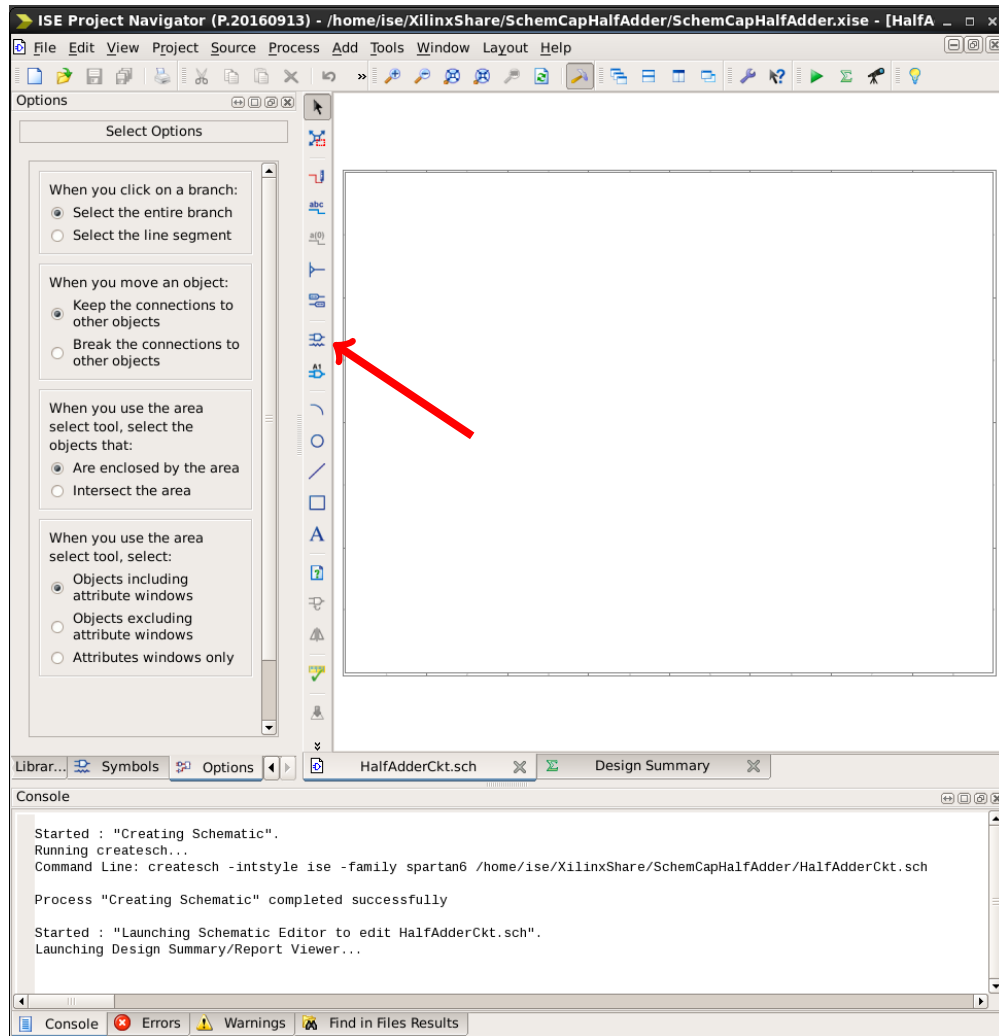 ISE Project Navigator (P.20160913) - /home/ise/XilinxShare/SchemCapHalfAdder/SchemCapHalfAdder.xise - [HalfA
File Edit View Project Source Process Add Tools Window Layout Help
»
Options
Select Options
When you click on a branch:
Select the entire branch
Select the line segment
When you move an object:
Keep the connections to
other objects
Break the connections to
other objects
When you use the area
select tool, select the
objects that:
Are enclosed by the area
Intersect the area
When you use the area
select tool, select:
Objects including
attribute windows
Objects excluding
attribute windows
Attributes windows only
abc
a(0)
A1
A
Librar... Symbols Options
HalfAdderCkt.sch Design Summary
Console
Started : "Creating Schematic".
Running createsch...
Command Line: createsch -intstyle ise -family spartan6 /home/ise/XilinxShare/SchemCapHalfAdder/HalfAdderCkt.sch
Process "Creating Schematic" completed successfully
Started : "Launching Schematic Editor to edit HalfAdderCkt.sch".
Launching Design Summary/Report Viewer...
Console Errors Warnings Find in Files Results